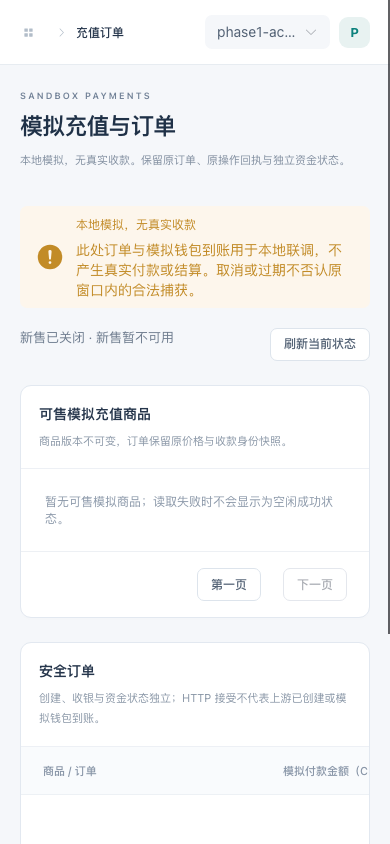 充值订单
phase1-ac...
P
SANDBOX PAYMENTS
模拟充值与订单
本地模拟，无真实收款。保留原订单、原操作回执与独立资金状态。
本地模拟，无真实收款
此处订单与模拟钱包到账用于本地联调，不
产生真实付款或结算。取消或过期不否认原
窗口内的合法捕获。
新售已关闭 · 新售暂不可用
刷新当前状态
可售模拟充值商品
商品版本不可变，订单保留原价格与收款身份快照。
暂无可售模拟商品；读取失败时不会显示为空闲成功状
态。
第一页
下一页
安全订单
创建、收银与资金状态独立；HTTP 接受不代表上游已创建或模
拟钱包到账。
商品 / 订单
模拟付款金额（C